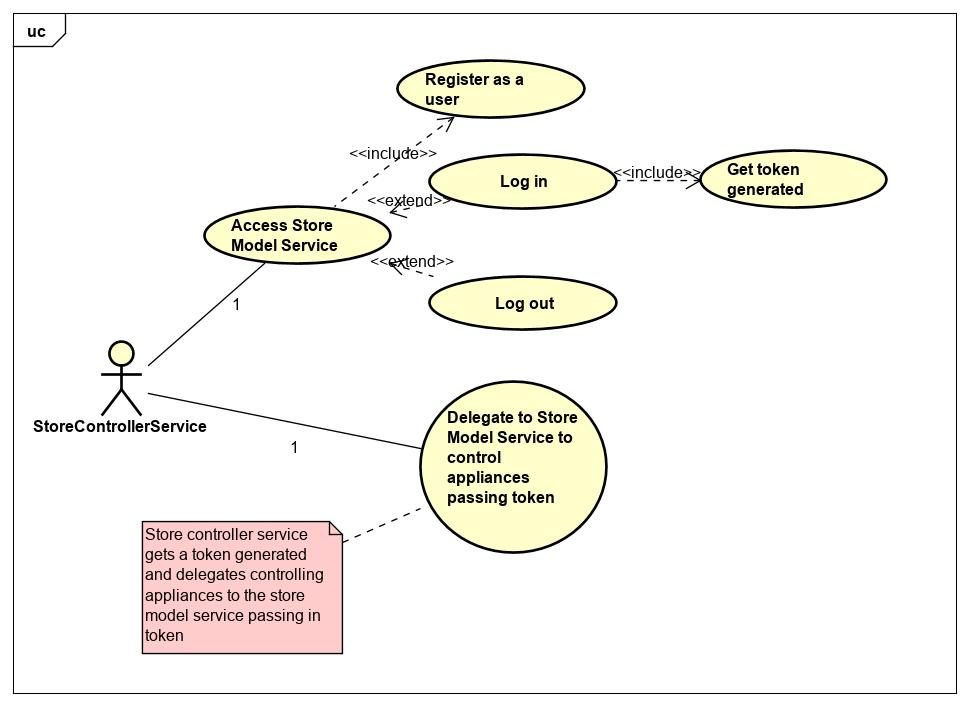 uc
Register as a
user
<<include>>
Log in
<<include>>
Get token
generated
<<extend>>
Access Store
Model Service
<<extend>>
Log out
1
StoreControllerService
1
Delegate to Store
Model Service to
control
appliances
passing token
Store controller service
gets a token generated
and delegates controlling
appliances to the store
model service passing in
token